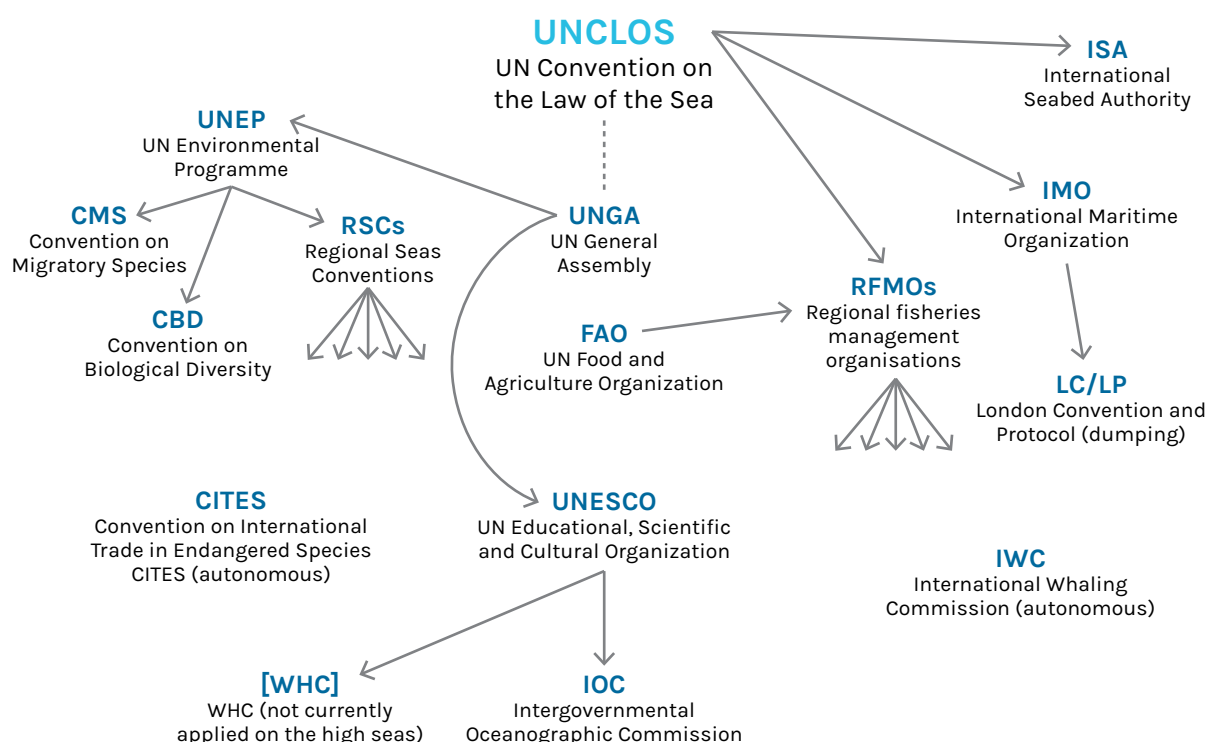 UNCLOS
UN Convention on
the Law of the Sea
ISA
International
Seabed Authority
UNEP
UN Environmental
Programme
IMO
International Maritime
Organization
CMS
Convention on
Migratory Species
RSCs
Regional Seas
Conventions
UNGA
UN General
Assembly
RFMOs
Regional fisheries
management
organisations
CBD
Convention on
Biological Diversity
FAO
UN Food and
Agriculture Organization
LC/LP
London Convention and
Protocol (dumping)
CITES
Convention on International
Trade in Endangered Species
CITES (autonomous)
UNESCO
UN Educational, Scientific
and Cultural Organization
IWC
International Whaling
Commission (autonomous)
[WHC]
WHC (not currently
applied on the high seas)
IOC
Intergovernmental
Oceanographic Commission